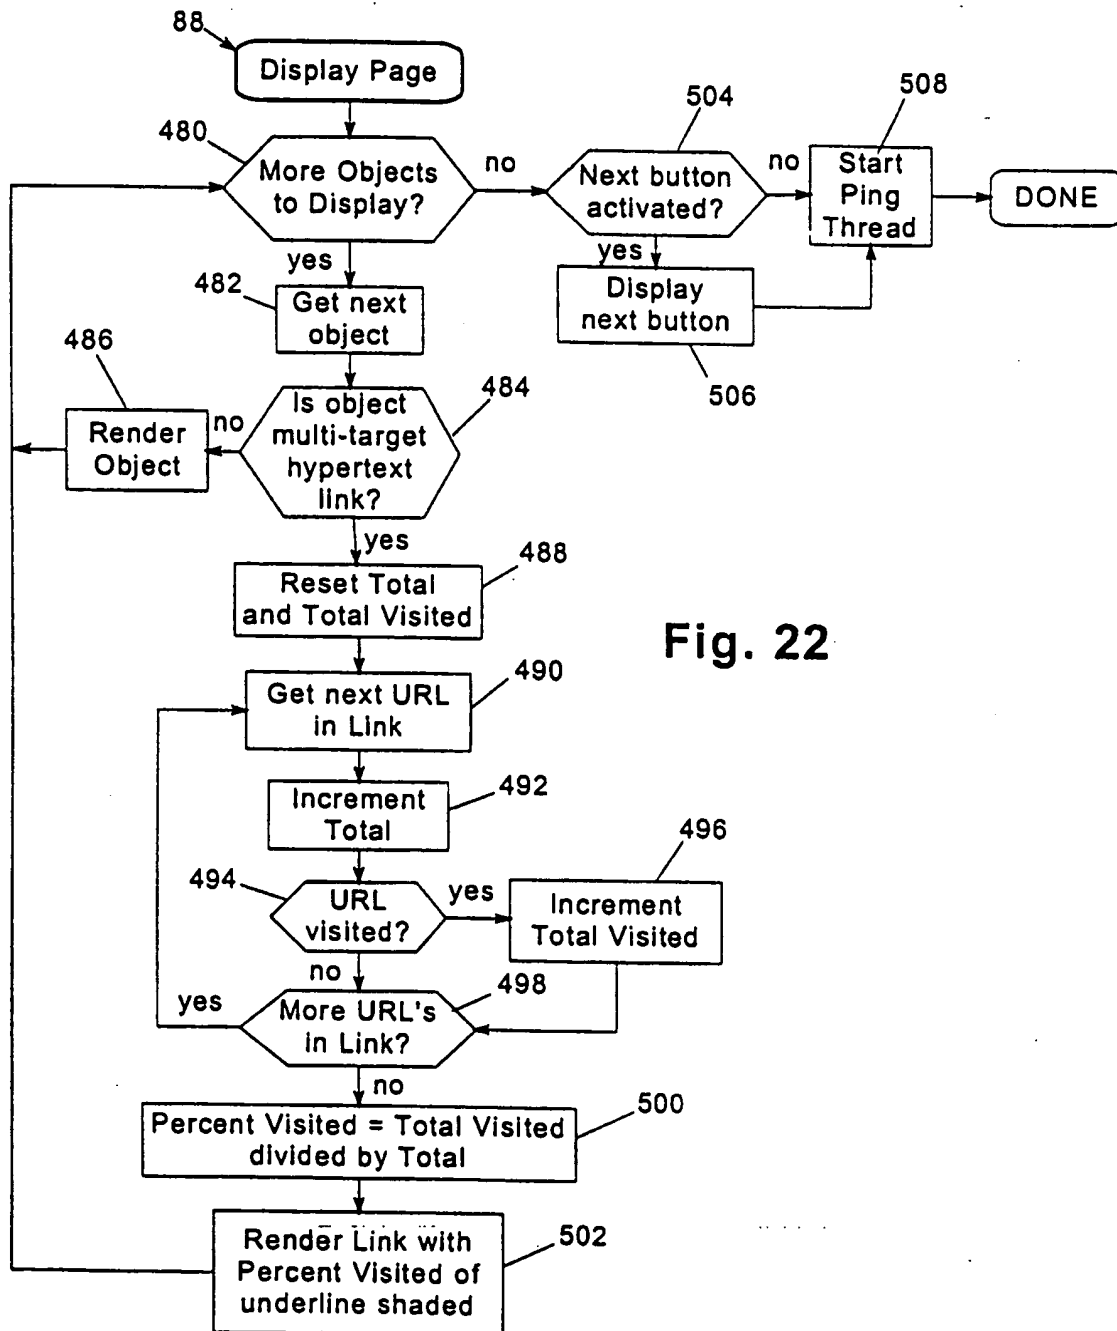 88
Display Page
480
More Objects
to Display?
no
504
Next button
activated?
no
508
Start
Ping
Thread
DONE
yes
yes
482
Get next
object
Display
next button
506
486
Render
Object
no
Is object
multi-target
hypertext
link?
484
yes
488
Reset Total
and Total Visited
Fig. 22
490
Get next URL
in Link
492
Increment
Total
494
URL
visited?
yes
496
Increment
Total Visited
no
yes
498
More URL's
in Link?
no
500
Percent Visited = Total Visited
divided by Total
502
Render Link with
Percent Visited of
underline shaded